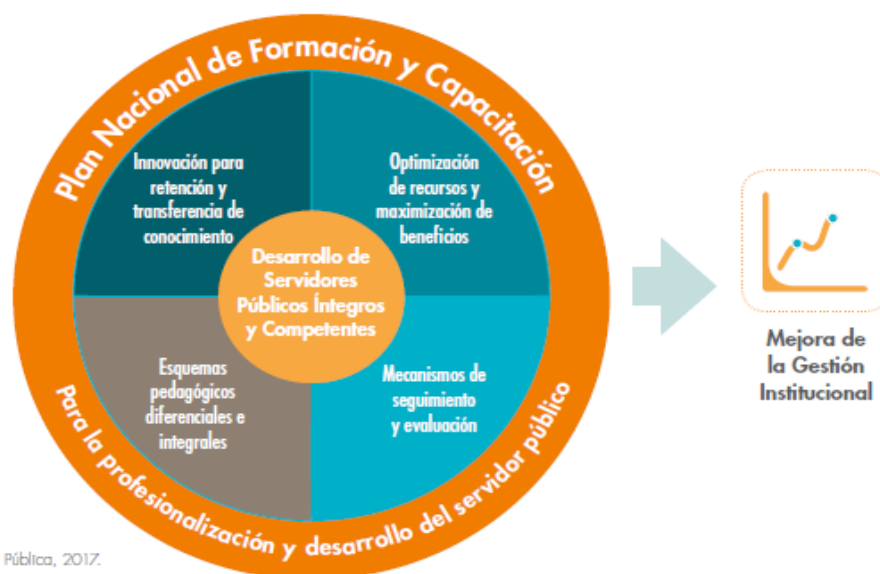 Plan Nacional de Formación y Capacitación
Innovación para
retención y
transferencia de
conocimiento
Optimización
de recursos y
maximización de
beneficios
Desarrollo de
Servidores
Públicos Íntegros
y Competentes
Esquemas
pedagógicos
diferenciales e
integrales
Mecanismos de
seguimiento
y evaluación
Para la profesionalización y desarrollo del servidor público
Mejora de
la Gestión
Institucional
Pública, 2017.